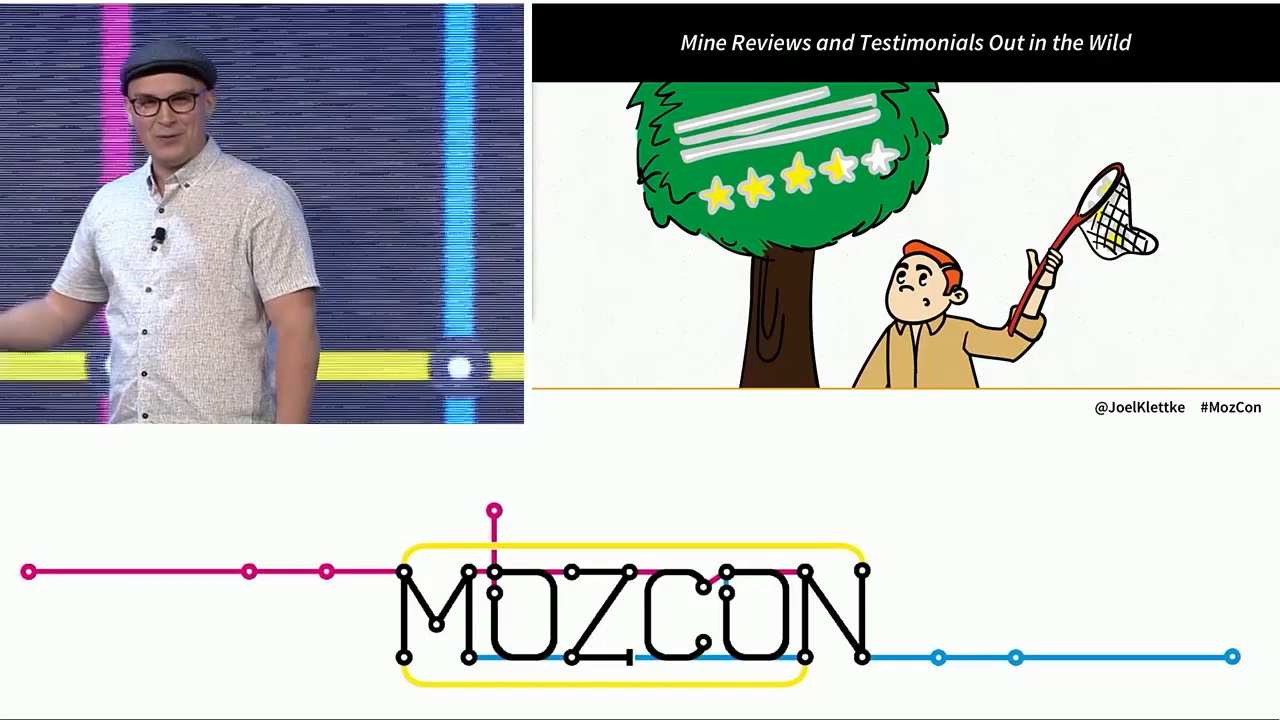 Mine Reviews and Testimonials Out in the Wild
@JoelKlettke #MozCon
MOZCON